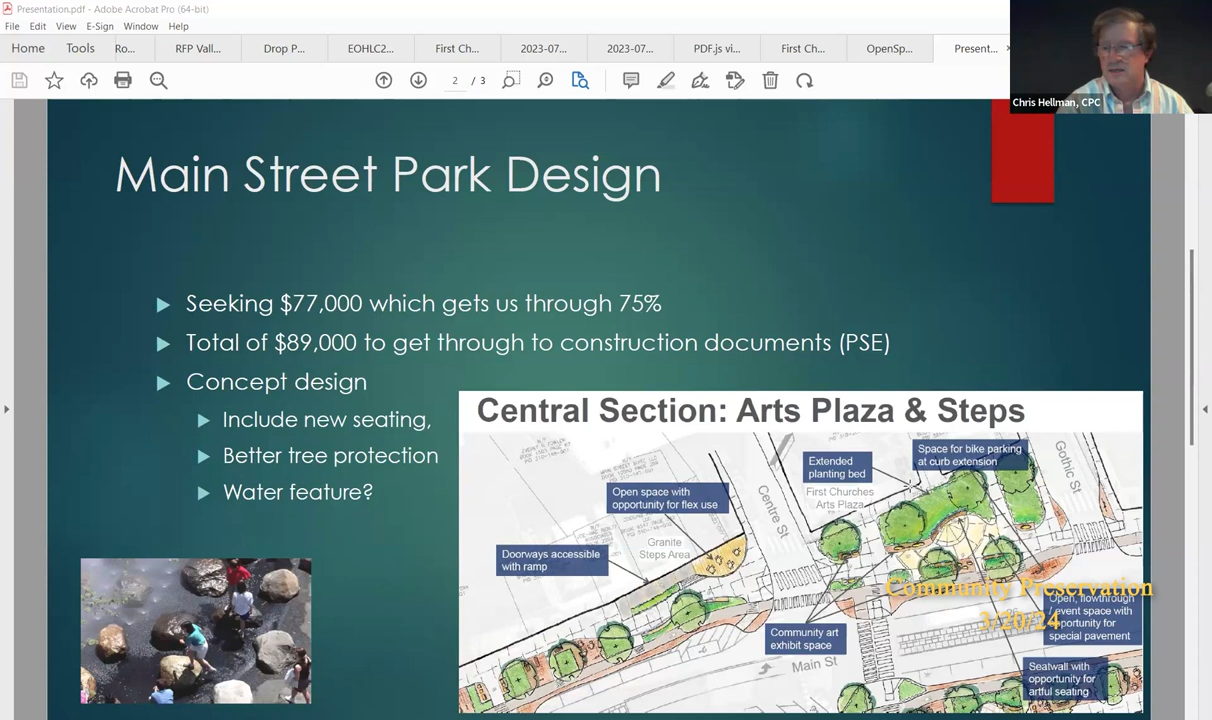 Presentation.pdf - Adobe Acrobat Pro (64-bit)
File Edit View E-Sign Window Help
Home Tools Ro... RFP Vall... Drop P... EOHLC2... First Ch... 2023-07... 2023-07... PDF.js vi... First Ch... OpenSp... Present...
2 / 3
Chris Hellman, CPC
Main Street Park Design
Seeking $77,000 which gets us through 75%
Total of $89,000 to get through to construction documents (PSE)
Concept design
Include new seating,
Better tree protection
Water feature?
Central Section: Arts Plaza & Steps
Space for bike parking
at curb extension
Extended
planting bed
Gothic St
Open space with
opportunity for flex use
Centre St
First Churches
Arts Plaza
Granite
Steps Area
Doorways accessible
with ramp
Community Preservation
3/20/24
Open, flowthrough
/ event space with
opportunity for
special pavement
Community art
exhibit space
Main St
Seatwall with
opportunity for
artful seating